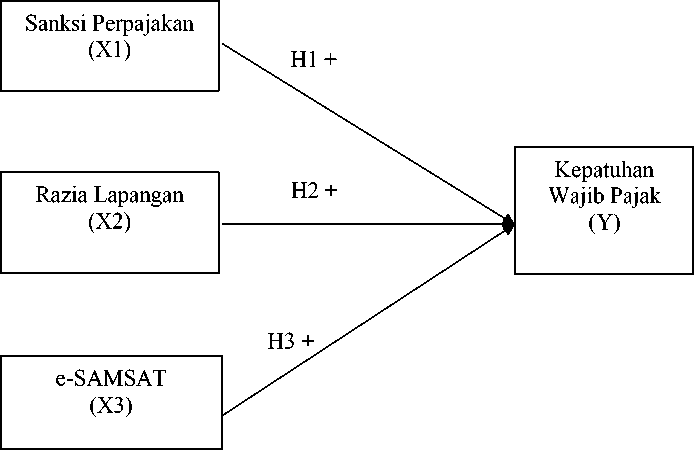 Sanksi Perpajakan
(X1)
H1 +
Razia Lapangan
(X2)
H2 +
Kepatuhan
Wajib Pajak
(Y)
H3 +
e-SAMSAT
(X3)